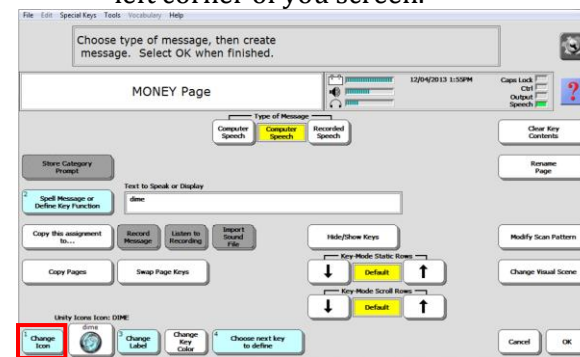 left corner of you screen.
File Edit Special Keys Tools Vocabulary Help
Choose type of message, then create
message. Select OK when finished.
MONEY Page
12/04/2013 1:55PM
Caps Lock
Ctrl
Output
Speech
?
Type of Message
Computer Speech
Computer Speech
Recorded Speech
Clear Key Contents
Store Category Prompt
Rename Page
Text to Speak or Display
2 Spell Message or Define Key Function
dime
Copy this assignment to...
Record Message
Listen to Recording
Import Sound File
Hide/Show Keys
Modify Scan Pattern
Key-Mode Static Rows
Copy Pages
Swap Page Keys
Default
Change Visual Scene
Key-Mode Scroll Rows
Default
Unity Icons Icon: DIME
1 Change Icon
dime
3 Change Label
Change Key Color
4 Choose next key to define
Cancel
OK